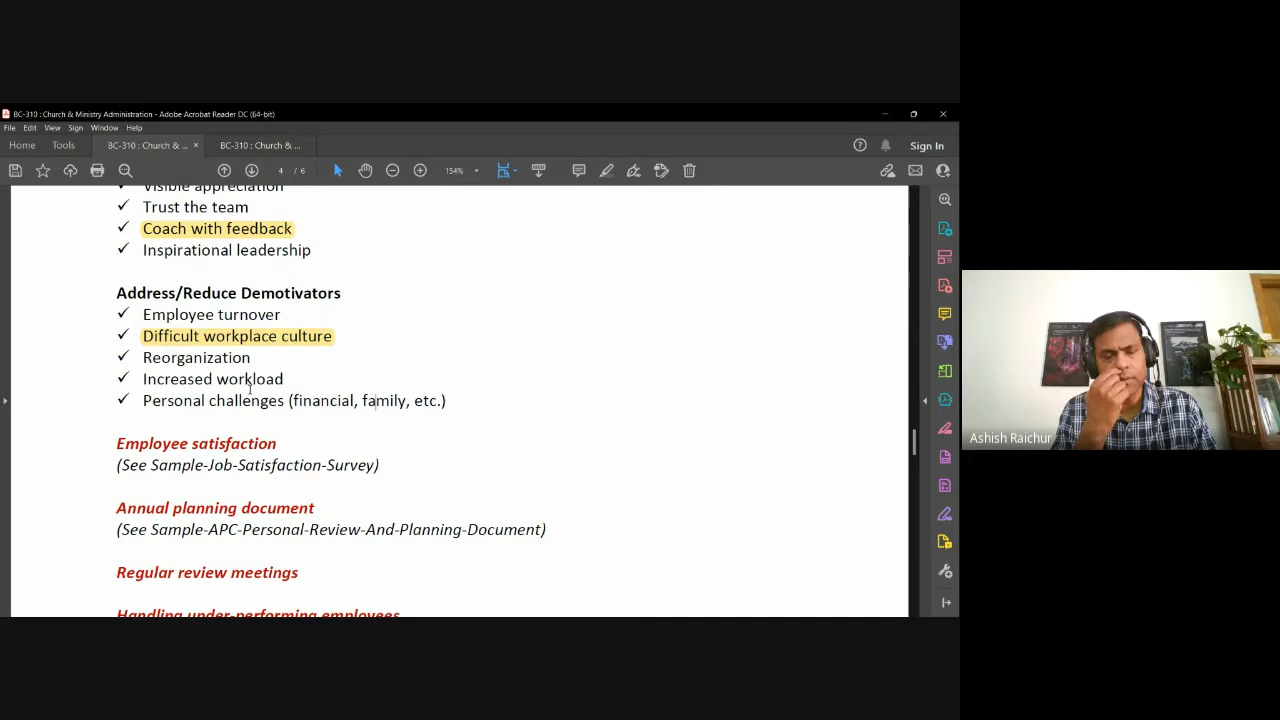 BC-310 : Church & Ministry Administration - Adobe Acrobat Reader DC (64-bit)
File Edit View Window Help
Home Tools BC-310 : Church & ... × BC-310 : Church & ... Sign In
4 / 6 154%
Visible appreciation
✓ Trust the team
✓ Coach with feedback
✓ Inspirational leadership
Address/Reduce Demotivators
✓ Employee turnover
✓ Difficult workplace culture
✓ Reorganization
✓ Increased workload
✓ Personal challenges (financial, family, etc.)
Employee satisfaction
(See Sample-Job-Satisfaction-Survey)
Annual planning document
(See Sample-APC-Personal-Review-And-Planning-Document)
Regular review meetings
Handling under-performing employees
Ashish Raichur